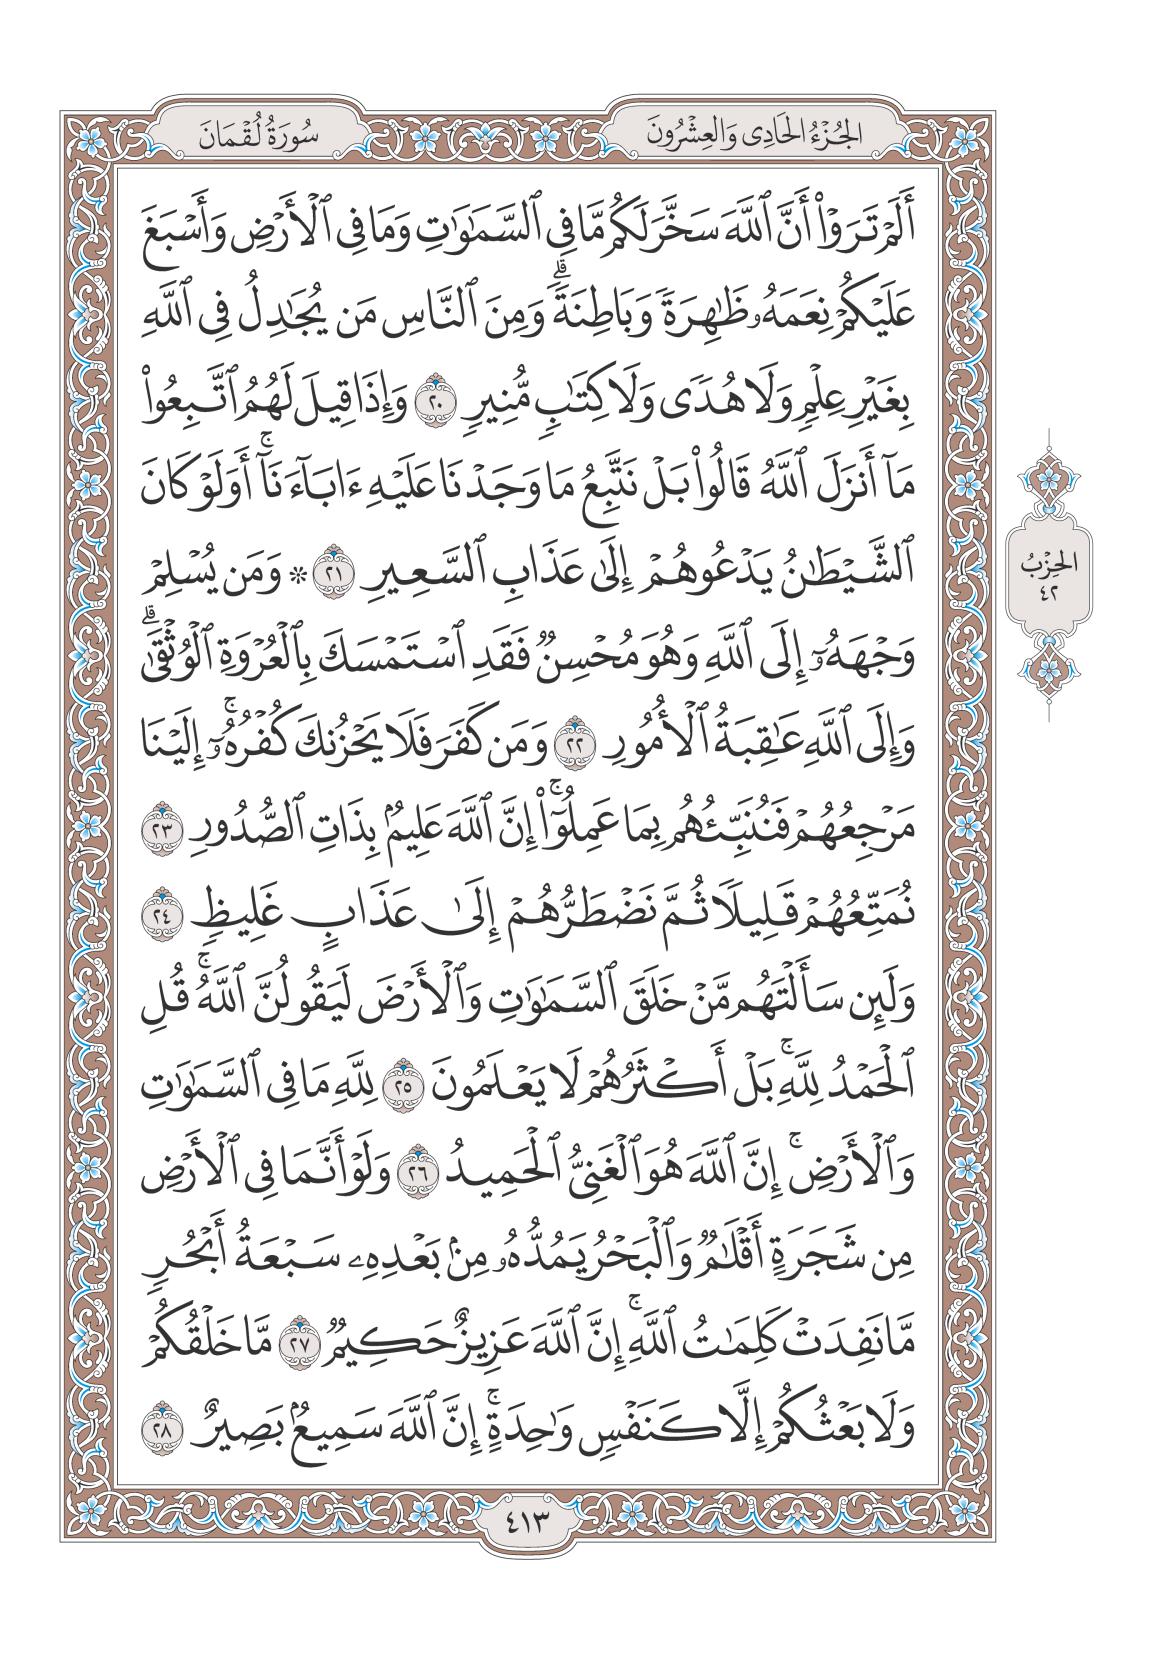 الجُزْءُ الحَادِى وَالعِشْرُونَ
سُورَةُ لُقْمَانَ
أَلَمْ تَرَوْا۟ أَنَّ ٱللَّهَ سَخَّرَ لَكُم مَّا فِى ٱلسَّمَٰوَٰتِ وَمَا فِى ٱلْأَرْضِ وَأَسْبَغَ
عَلَيْكُمْ نِعَمَهُۥ ظَٰهِرَةً وَبَاطِنَةً ۗ وَمِنَ ٱلنَّاسِ مَن يُجَٰدِلُ فِى ٱللَّهِ
بِغَيْرِ عِلْمٍ وَلَا هُدًى وَلَا كِتَٰبٍ مُّنِيرٍ ٢٠ وَإِذَا قِيلَ لَهُمُ ٱتَّبِعُوا۟
مَآ أَنزَلَ ٱللَّهُ قَالُوا۟ بَلْ نَتَّبِعُ مَا وَجَدْنَا عَلَيْهِ ءَابَآءَنَآ ۚ أَوَلَوْ كَانَ
ٱلشَّيْطَٰنُ يَدْعُوهُمْ إِلَىٰ عَذَابِ ٱلسَّعِيرِ ٢١ * وَمَن يُسْلِمْ
وَجْهَهُۥٓ إِلَى ٱللَّهِ وَهُوَ مُحْسِنٌ فَقَدِ ٱسْتَمْسَكَ بِٱلْعُرْوَةِ ٱلْوُثْقَىٰ ۗ
وَإِلَى ٱللَّهِ عَٰقِبَةُ ٱلْأُمُورِ ٢٢ وَمَن كَفَرَ فَلَا يَحْزُنكَ كُفْرُهُۥٓ ۚ إِلَيْنَا
مَرْجِعُهُمْ فَنُنَبِّئُهُم بِمَا عَمِلُوٓا۟ ۚ إِنَّ ٱللَّهَ عَلِيمٌۢ بِذَاتِ ٱلصُّدُورِ ٢٣
نُمَتِّعُهُمْ قَلِيلًا ثُمَّ نَضْطَرُّهُمْ إِلَىٰ عَذَابٍ غَلِيظٍ ٢٤
وَلَئِن سَأَلْتَهُم مَّنْ خَلَقَ ٱلسَّمَٰوَٰتِ وَٱلْأَرْضَ لَيَقُولُنَّ ٱللَّهُ ۚ قُلِ
ٱلْحَمْدُ لِلَّهِ ۚ بَلْ أَكْثَرُهُمْ لَا يَعْلَمُونَ ٢٥ لِلَّهِ مَا فِى ٱلسَّمَٰوَٰتِ
وَٱلْأَرْضِ ۚ إِنَّ ٱللَّهَ هُوَ ٱلْغَنِىُّ ٱلْحَمِيدُ ٢٦ وَلَوْ أَنَّمَا فِى ٱلْأَرْضِ
مِن شَجَرَةٍ أَقْلَٰمٌ وَٱلْبَحْرُ يَمُدُّهُۥ مِنۢ بَعْدِهِۦ سَبْعَةُ أَبْحُرٍ
مَّا نَفِدَتْ كَلِمَٰتُ ٱللَّهِ ۚ إِنَّ ٱللَّهَ عَزِيزٌ حَكِيمٌ ٢٧ مَّا خَلْقُكُمْ
وَلَا بَعْثُكُمْ إِلَّا كَنَفْسٍ وَٰحِدَةٍ ۚ إِنَّ ٱللَّهَ سَمِيعٌۢ بَصِيرٌ ٢٨
الحِزْبُ
٤٢
٤١٣